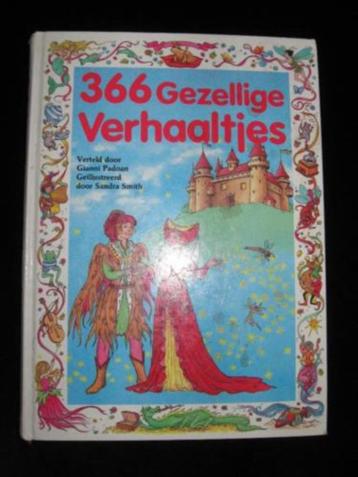 366 Gezellige
Verhaaltjes
Verteld door
Gianni Padoan
Geïllustreerd
door Sandra Smith